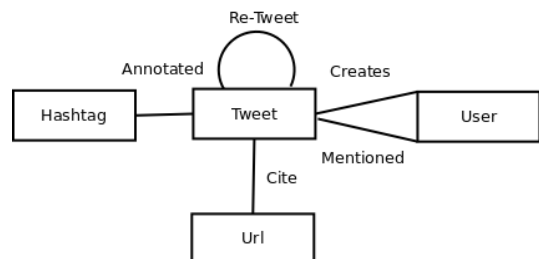 Re-Tweet
Annotated
Creates
Hashtag
Tweet
User
Mentioned
Cite
Url